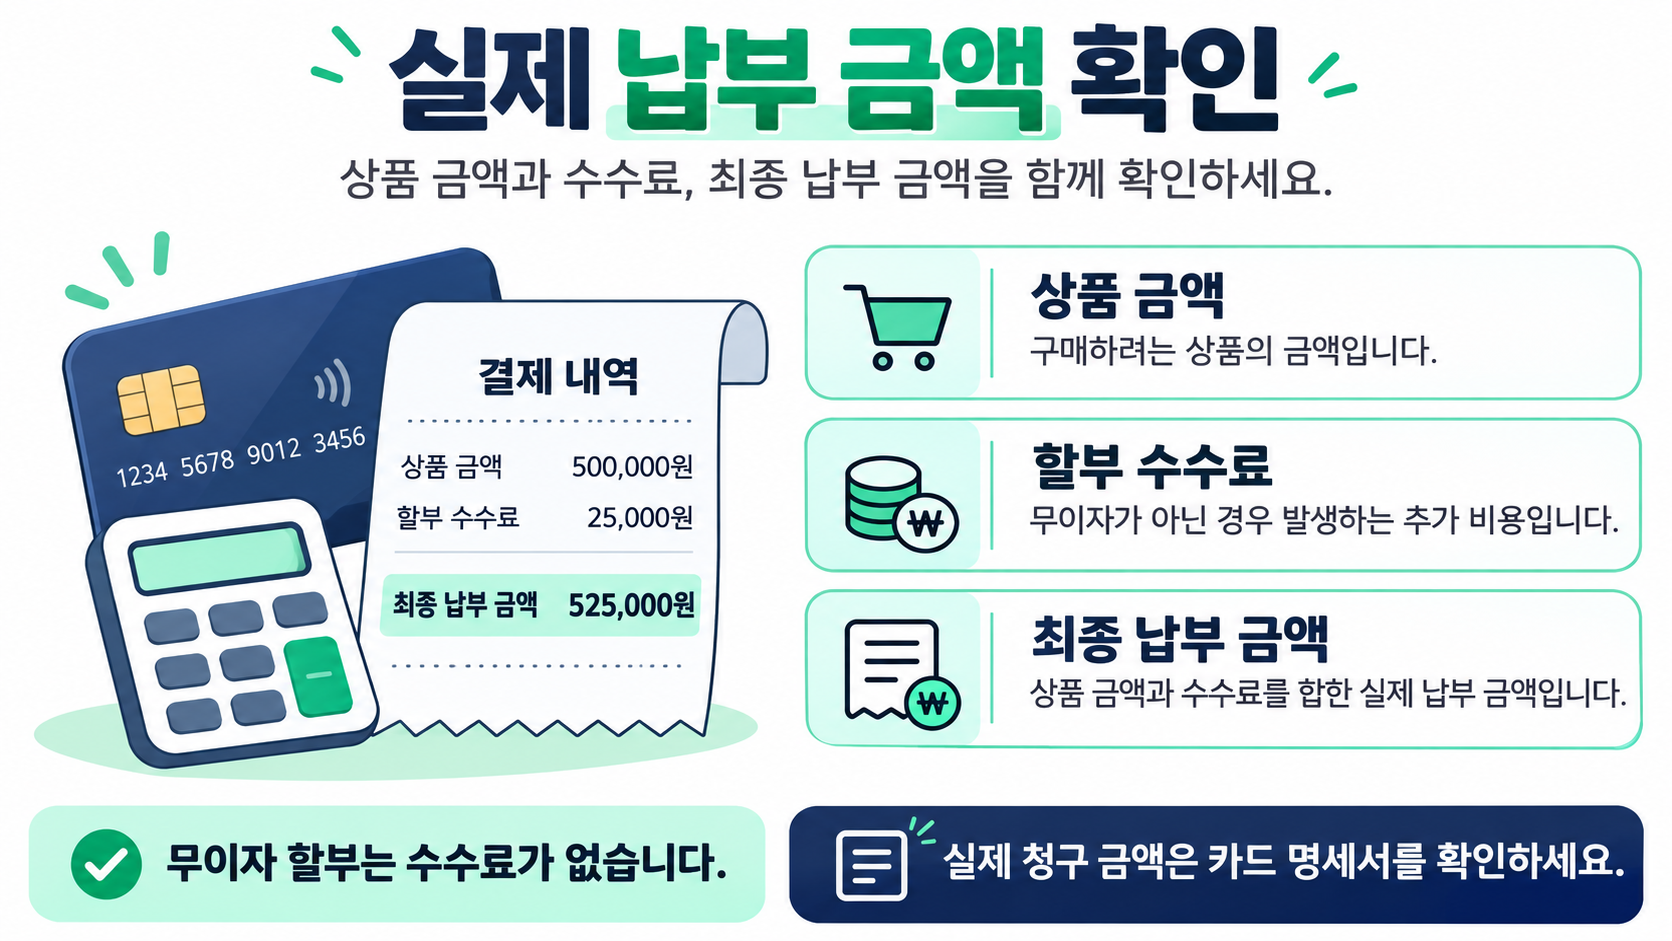 실제 납부 금액 확인
상품 금액과 수수료, 최종 납부 금액을 함께 확인하세요.
1234 5678 9012 3456
결제 내역
상품 금액 500,000원
할부 수수료 25,000원
최종 납부 금액 525,000원
상품 금액
구매하려는 상품의 금액입니다.
할부 수수료
₩
무이자가 아닌 경우 발생하는 추가 비용입니다.
최종 납부 금액
₩
상품 금액과 수수료를 합한 실제 납부 금액입니다.
무이자 할부는 수수료가 없습니다.
실제 청구 금액은 카드 명세서를 확인하세요.